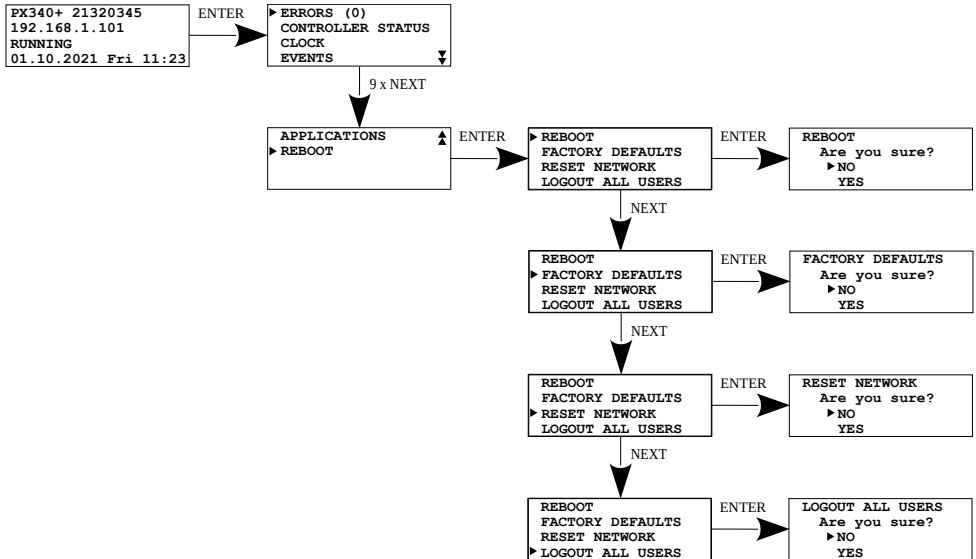 PX340+ 21320345
192.168.1.101
RUNNING
01.10.2021 Fri 11:23
ENTER
ERRORS (0)
CONTROLLER STATUS
CLOCK
EVENTS
9 x NEXT
APPLICATIONS
REBOOT
ENTER
REBOOT
FACTORY DEFAULTS
RESET NETWORK
LOGOUT ALL USERS
ENTER
REBOOT
Are you sure?
NO
YES
NEXT
REBOOT
FACTORY DEFAULTS
RESET NETWORK
LOGOUT ALL USERS
ENTER
FACTORY DEFAULTS
Are you sure?
NO
YES
NEXT
REBOOT
FACTORY DEFAULTS
RESET NETWORK
LOGOUT ALL USERS
ENTER
RESET NETWORK
Are you sure?
NO
YES
NEXT
REBOOT
FACTORY DEFAULTS
RESET NETWORK
LOGOUT ALL USERS
ENTER
LOGOUT ALL USERS
Are you sure?
NO
YES